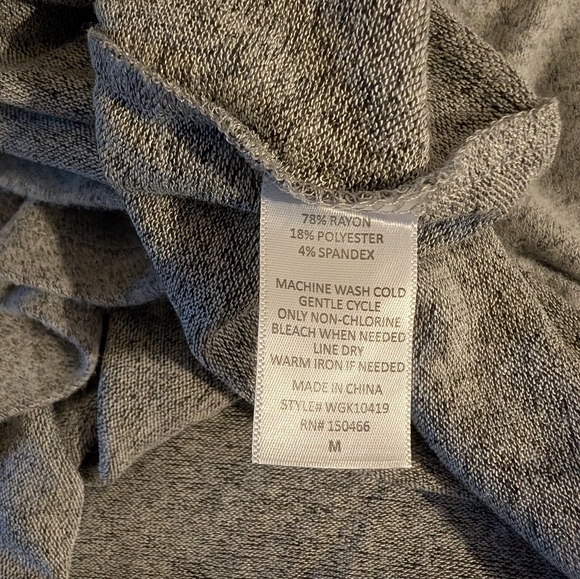 78% RAYON
18% POLYESTER
4% SPANDEX
MACHINE WASH COLD
GENTLE CYCLE
ONLY NON-CHLORINE
BLEACH WHEN NEEDED
LINE DRY
WARM IRON IF NEEDED
MADE IN CHINA
STYLE# WGK10419
RN# 150466
M